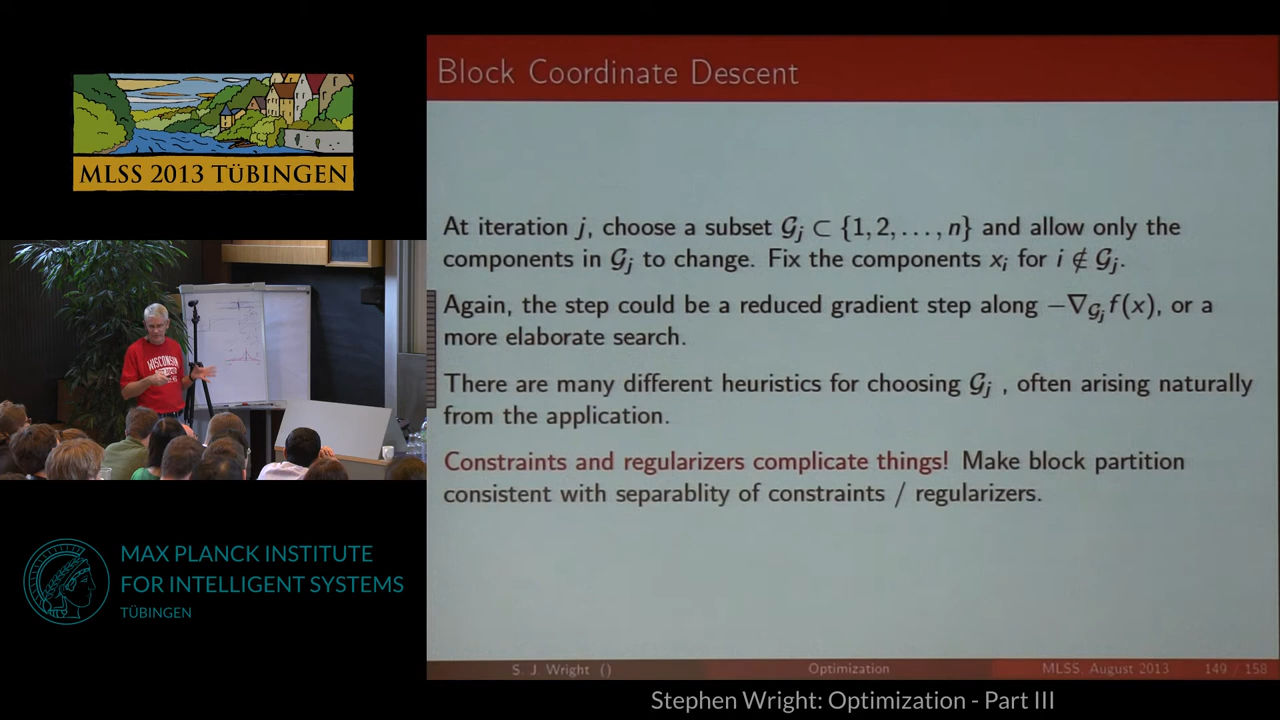 MLSS 2013 TÜBINGEN
WISCONSIN
MAX PLANCK INSTITUTE
FOR INTELLIGENT SYSTEMS
TÜBINGEN
Block Coordinate Descent
At iteration j, choose a subset 𝒢ⱼ ⊂ {1, 2, . . . , n} and allow only the
components in 𝒢ⱼ to change. Fix the components xᵢ for i ∉ 𝒢ⱼ.
Again, the step could be a reduced gradient step along −∇𝒢ⱼ f(x), or a
more elaborate search.
There are many different heuristics for choosing 𝒢ⱼ , often arising naturally
from the application.
Constraints and regularizers complicate things! Make block partition
consistent with separablity of constraints / regularizers.
S. J. Wright ()
Optimization
MLSS, August 2013
149 / 158
Stephen Wright: Optimization - Part III